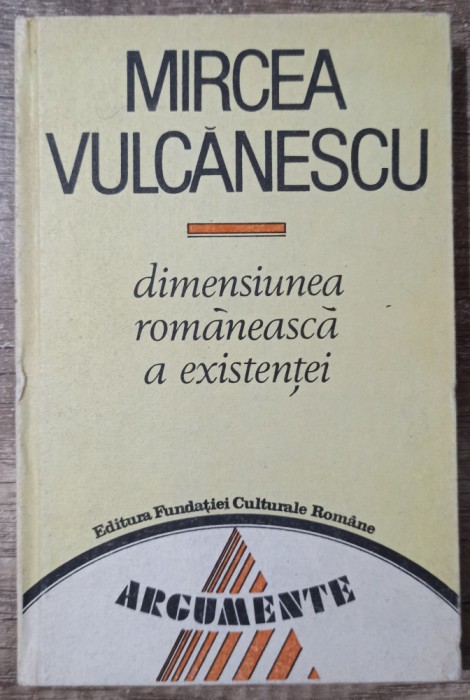 MIRCEA
VULCĂNESCU
dimensiunea
românească
a existenței
Editura Fundației Culturale Române
ARGUMENTE